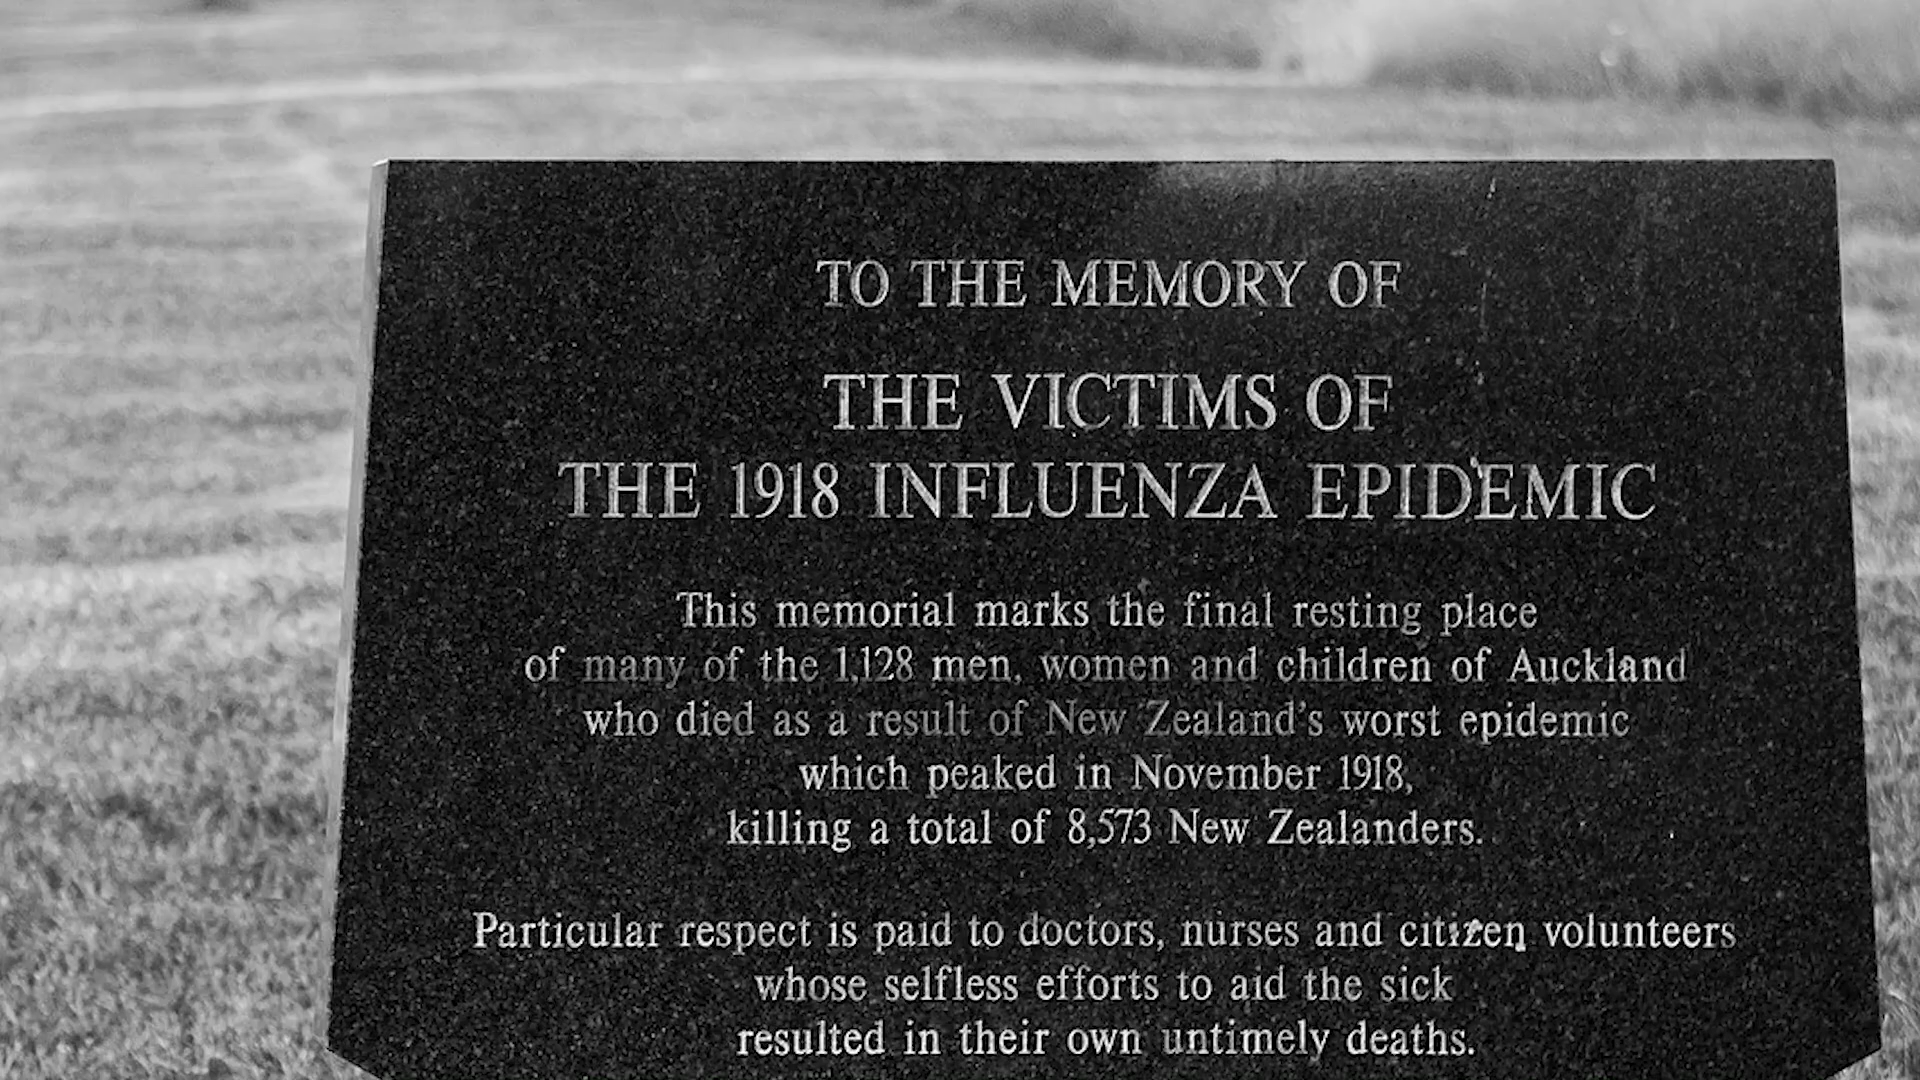 TO THE MEMORY OF
THE VICTIMS OF
THE 1918 INFLUENZA EPIDEMIC
This memorial marks the final resting place
of many of the 1,128 men, women and children of Auckland
who died as a result of New Zealand's worst epidemic
which peaked in November 1918,
killing a total of 8,573 New Zealanders.
Particular respect is paid to doctors, nurses and citizen volunteers
whose selfless efforts to aid the sick
resulted in their own untimely deaths.